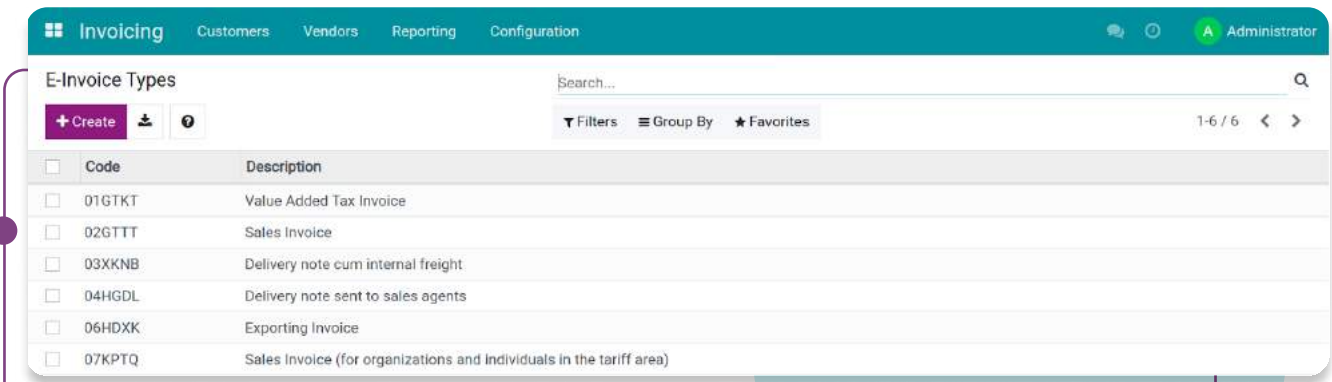 Invoicing Customers Vendors Reporting Configuration A Administrator
E-Invoice Types Search...
+ Create Filters Group By Favorites 1-6 / 6
Code Description
01GTKT Value Added Tax Invoice
02GTTT Sales Invoice
03XKNB Delivery note cum internal freight
04HGDL Delivery note sent to sales agents
06HDXK Exporting Invoice
07KPTQ Sales Invoice (for organizations and individuals in the tariff area)